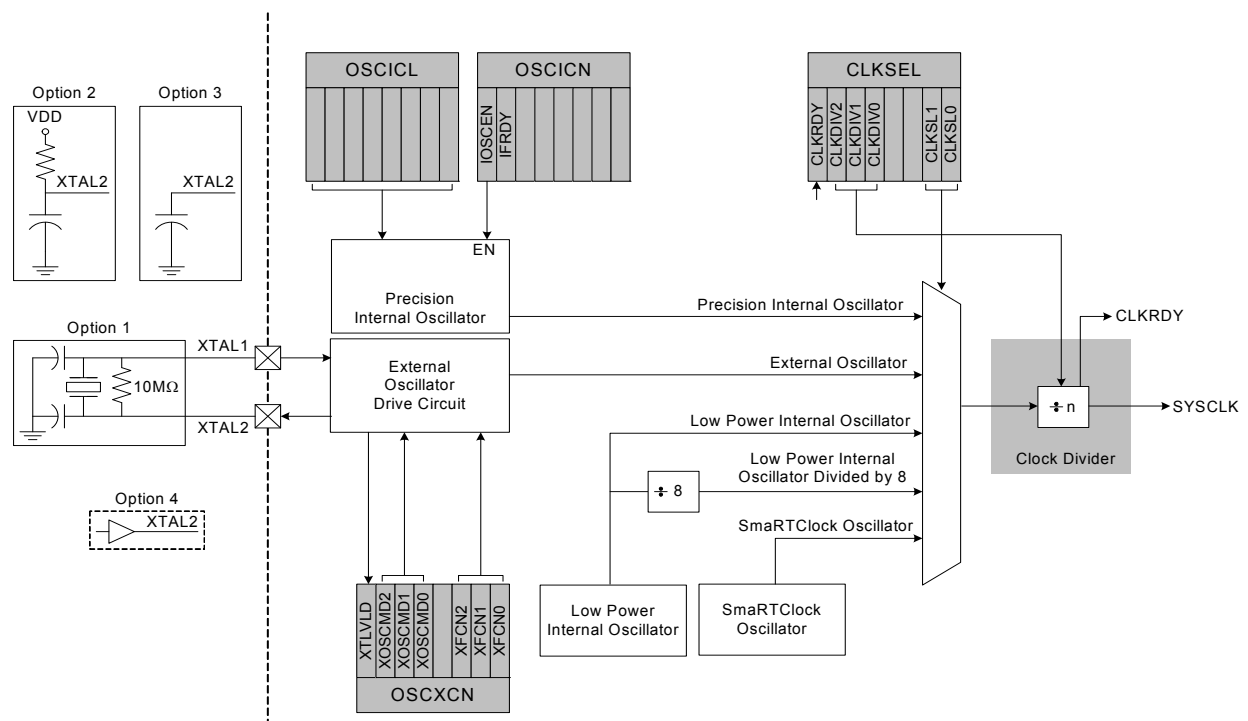 OSCICL
OSCICN
IOSCEN
IFRDY
CLKSEL
CLKRDY
CLKDIV2
CLKDIV1
CLKDIV0
CLKSL1
CLKSL0
Option 2
VDD
XTAL2
Option 3
XTAL2
EN
Precision
Internal Oscillator
Precision Internal Oscillator
Option 1
10MΩ
XTAL1
XTAL2
External
Oscillator
Drive Circuit
External Oscillator
CLKRDY
÷ n
SYSCLK
Clock Divider
Low Power Internal Oscillator
Low Power Internal
Oscillator Divided by 8
÷ 8
SmaRTClock Oscillator
Option 4
XTAL2
XTLVLD
XOSCMD2
XOSCMD1
XOSCMD0
XFCN2
XFCN1
XFCN0
OSCXCN
Low Power
Internal Oscillator
SmaRTClock
Oscillator